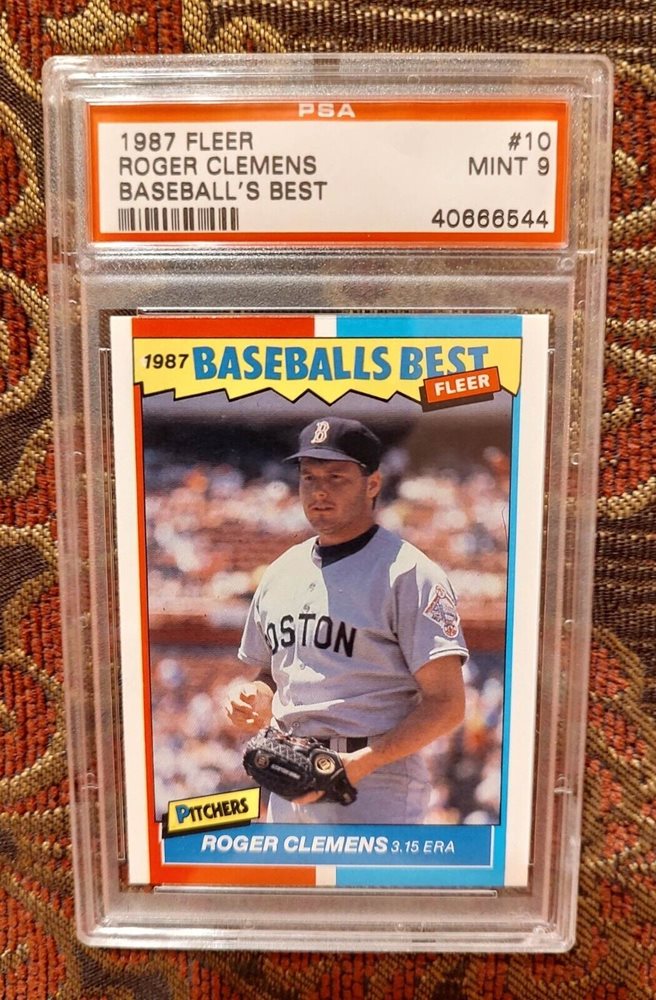 PSA
1987 FLEER #10
ROGER CLEMENS MINT 9
BASEBALL'S BEST
40666544
1987 BASEBALLS BEST
FLEER
B
OSTON
PITCHERS
ROGER CLEMENS 3.15 ERA